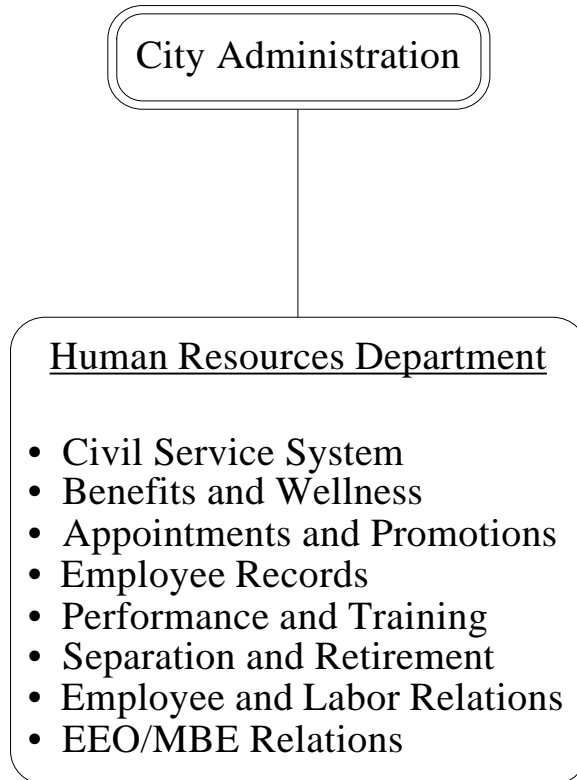 City Administration
Human Resources Department
• Civil Service System
• Benefits and Wellness
• Appointments and Promotions
• Employee Records
• Performance and Training
• Separation and Retirement
• Employee and Labor Relations
• EEO/MBE Relations